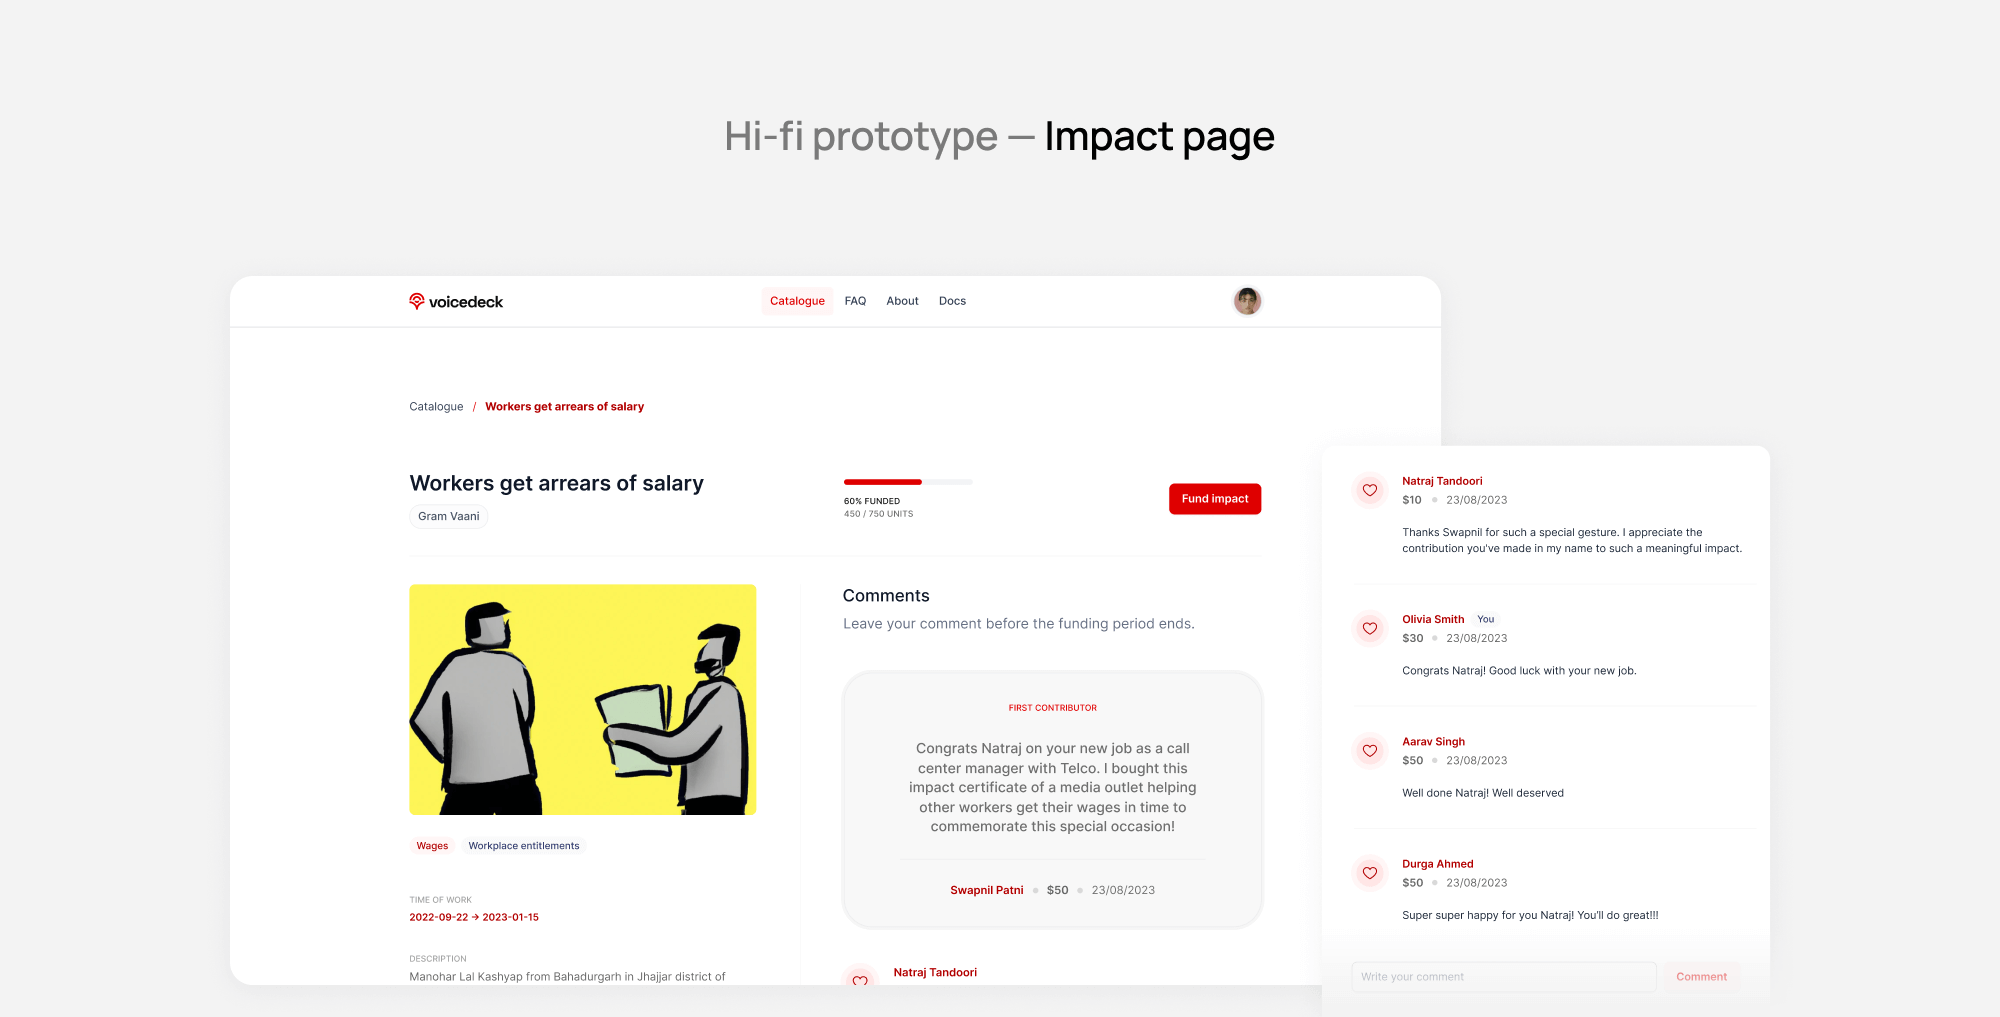 Hi-fi prototype — Impact page
voicedeck
Catalogue
FAQ
About
Docs
Catalogue / Workers get arrears of salary
Workers get arrears of salary
Gram Vaani
60% FUNDED
450 / 750 UNITS
Fund impact
Wages
Workplace entitlements
TIME OF WORK
2022-09-22 → 2023-01-15
DESCRIPTION
Manohar Lal Kashyap from Bahadurgarh in Jhajjar district of
Comments
Leave your comment before the funding period ends.
FIRST CONTRIBUTOR
Congrats Natraj on your new job as a call
center manager with Telco. I bought this
impact certificate of a media outlet helping
other workers get their wages in time to
commemorate this special occasion!
Swapnil Patni • $50 • 23/08/2023
Natraj Tandoori
Natraj Tandoori
$10 • 23/08/2023
Thanks Swapnil for such a special gesture. I appreciate the
contribution you've made in my name to such a meaningful impact.
Olivia Smith You
$30 • 23/08/2023
Congrats Natraj! Good luck with your new job.
Aarav Singh
$50 • 23/08/2023
Well done Natraj! Well deserved
Durga Ahmed
$50 • 23/08/2023
Super super happy for you Natraj! You'll do great!!!
Write your comment
Comment